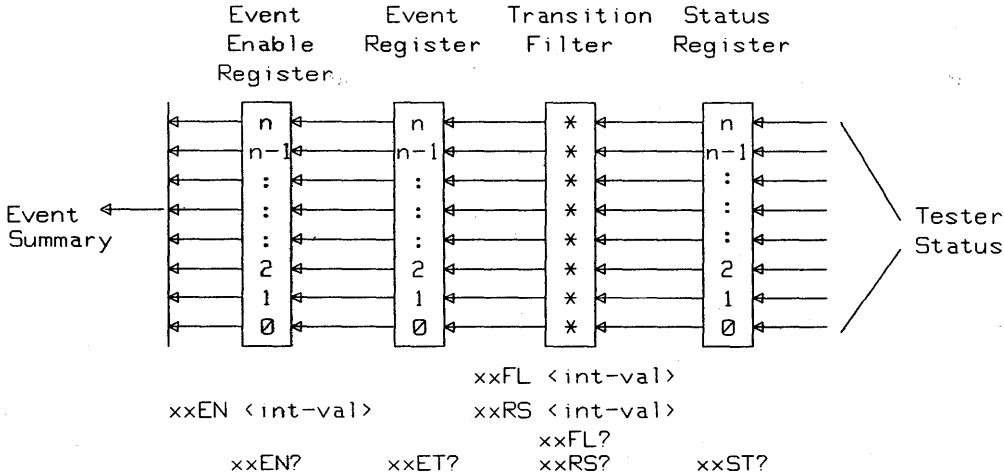 Event Event Transition Status
Enable Register Filter Register
Register
n n * n
n-1 n-1 * n-1
: : * :
Event : : * : Tester
Summary : : * : Status
2 2 * 2
1 1 * 1
0 0 * 0
xxFL <int-val>
xxEN <int-val> xxRS <int-val>
xxFL?
xxEN? xxET? xxRS? xxST?